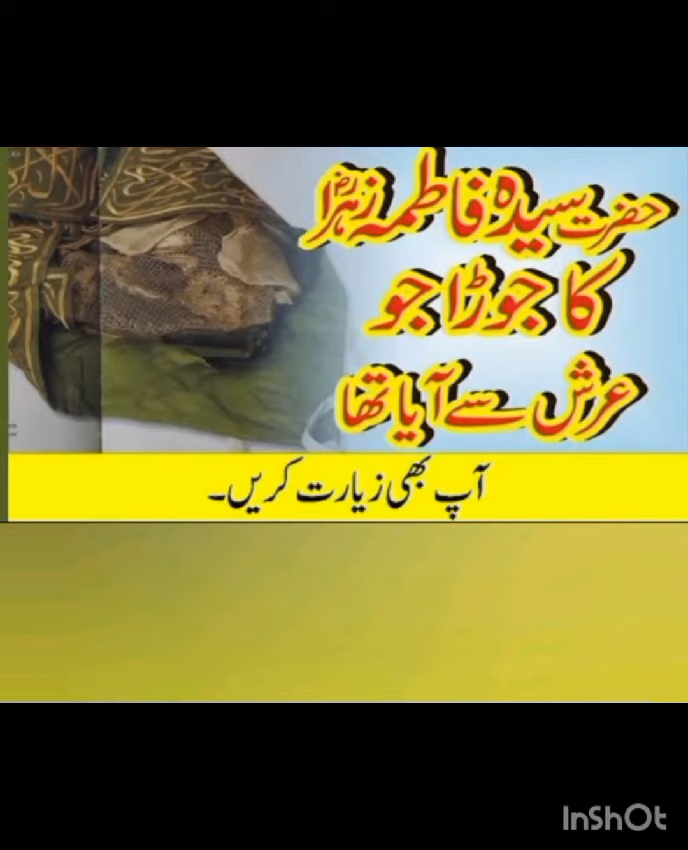 حضرت سیدہ فاطمہ زہراؓ
کا جوڑا جو
عرش سے آیا تھا
آپ بھی زیارت کریں۔
InShOt